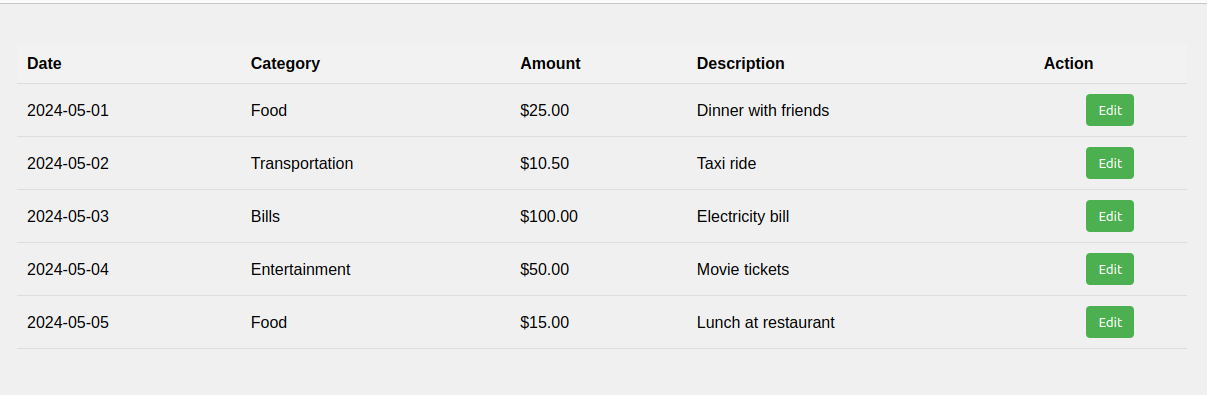 Date Category Amount Description Action
2024-05-01 Food $25.00 Dinner with friends Edit
2024-05-02 Transportation $10.50 Taxi ride Edit
2024-05-03 Bills $100.00 Electricity bill Edit
2024-05-04 Entertainment $50.00 Movie tickets Edit
2024-05-05 Food $15.00 Lunch at restaurant Edit